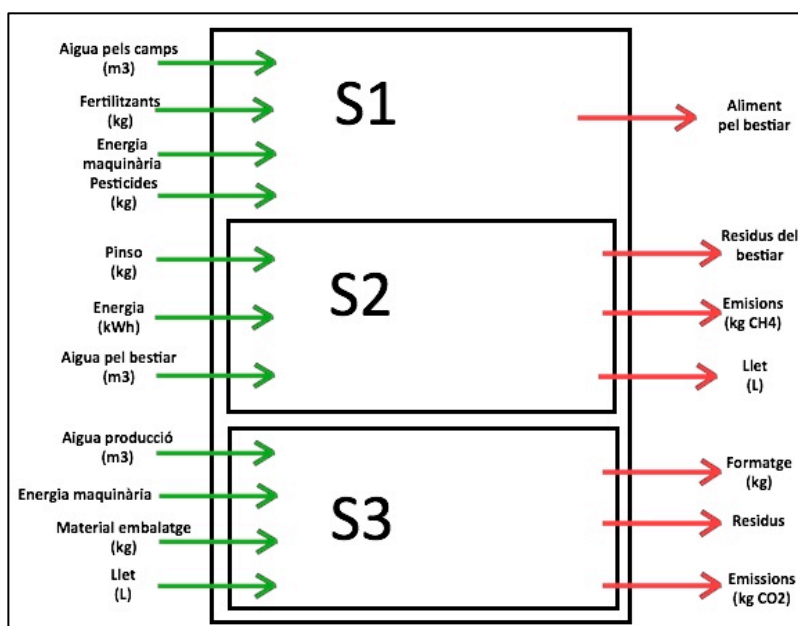 Aigua pels camps
(m3)
Fertilitzants
(kg)
Energia
maquinària
Pesticides
(kg)
S1
Aliment
pel bestiar
Pinso
(kg)
Energia
(kWh)
Aigua pel bestiar
(m3)
S2
Residus del
bestiar
Emisions
(kg CH4)
Llet
(L)
Aigua producció
(m3)
Energia maquinària
Material embalatge
(kg)
Llet
(L)
S3
Formatge
(kg)
Residus
Emissions
(kg CO2)